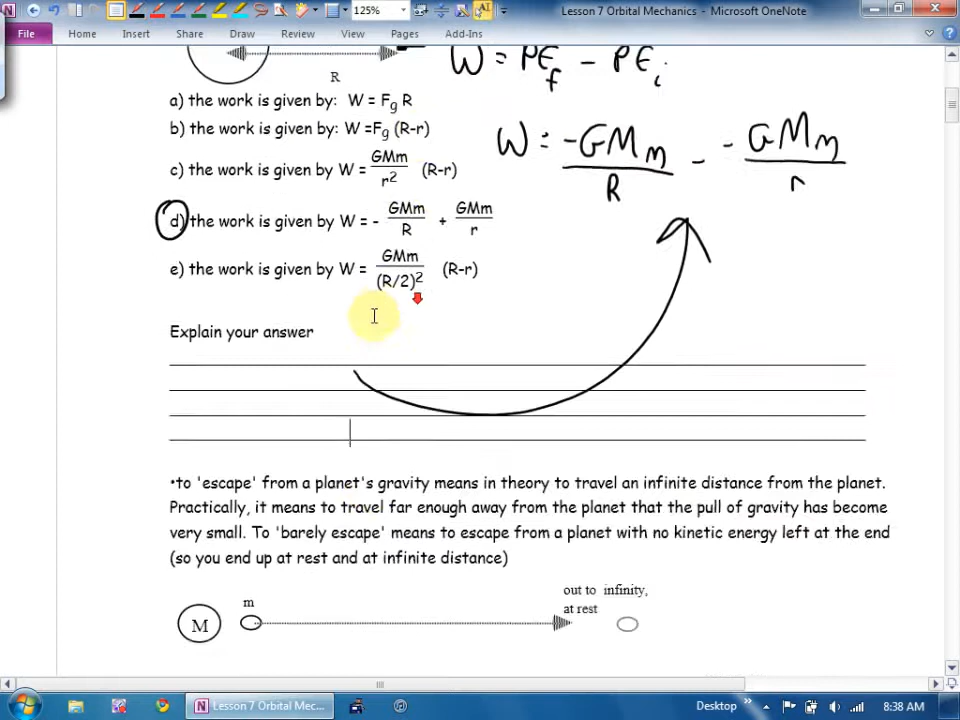 125%
Lesson 7 Orbital Mechanics - Microsoft OneNote
File Home Insert Share Draw Review View Pages Add-Ins
R
W = PEf - PEi
a) the work is given by: W = Fg R
b) the work is given by: W =Fg (R-r)
W = -GMm/R - -GMm/r
c) the work is given by W = GMm/r² (R-r)
d) the work is given by W = - GMm/R + GMm/r
e) the work is given by W = GMm/(R/2)² (R-r)
Explain your answer
•to 'escape' from a planet's gravity means in theory to travel an infinite distance from the planet.
Practically, it means to travel far enough away from the planet that the pull of gravity has become
very small. To 'barely escape' means to escape from a planet with no kinetic energy left at the end
(so you end up at rest and at infinite distance)
out to infinity,
at rest
m
M
Lesson 7 Orbital Mec...
Desktop
8:38 AM